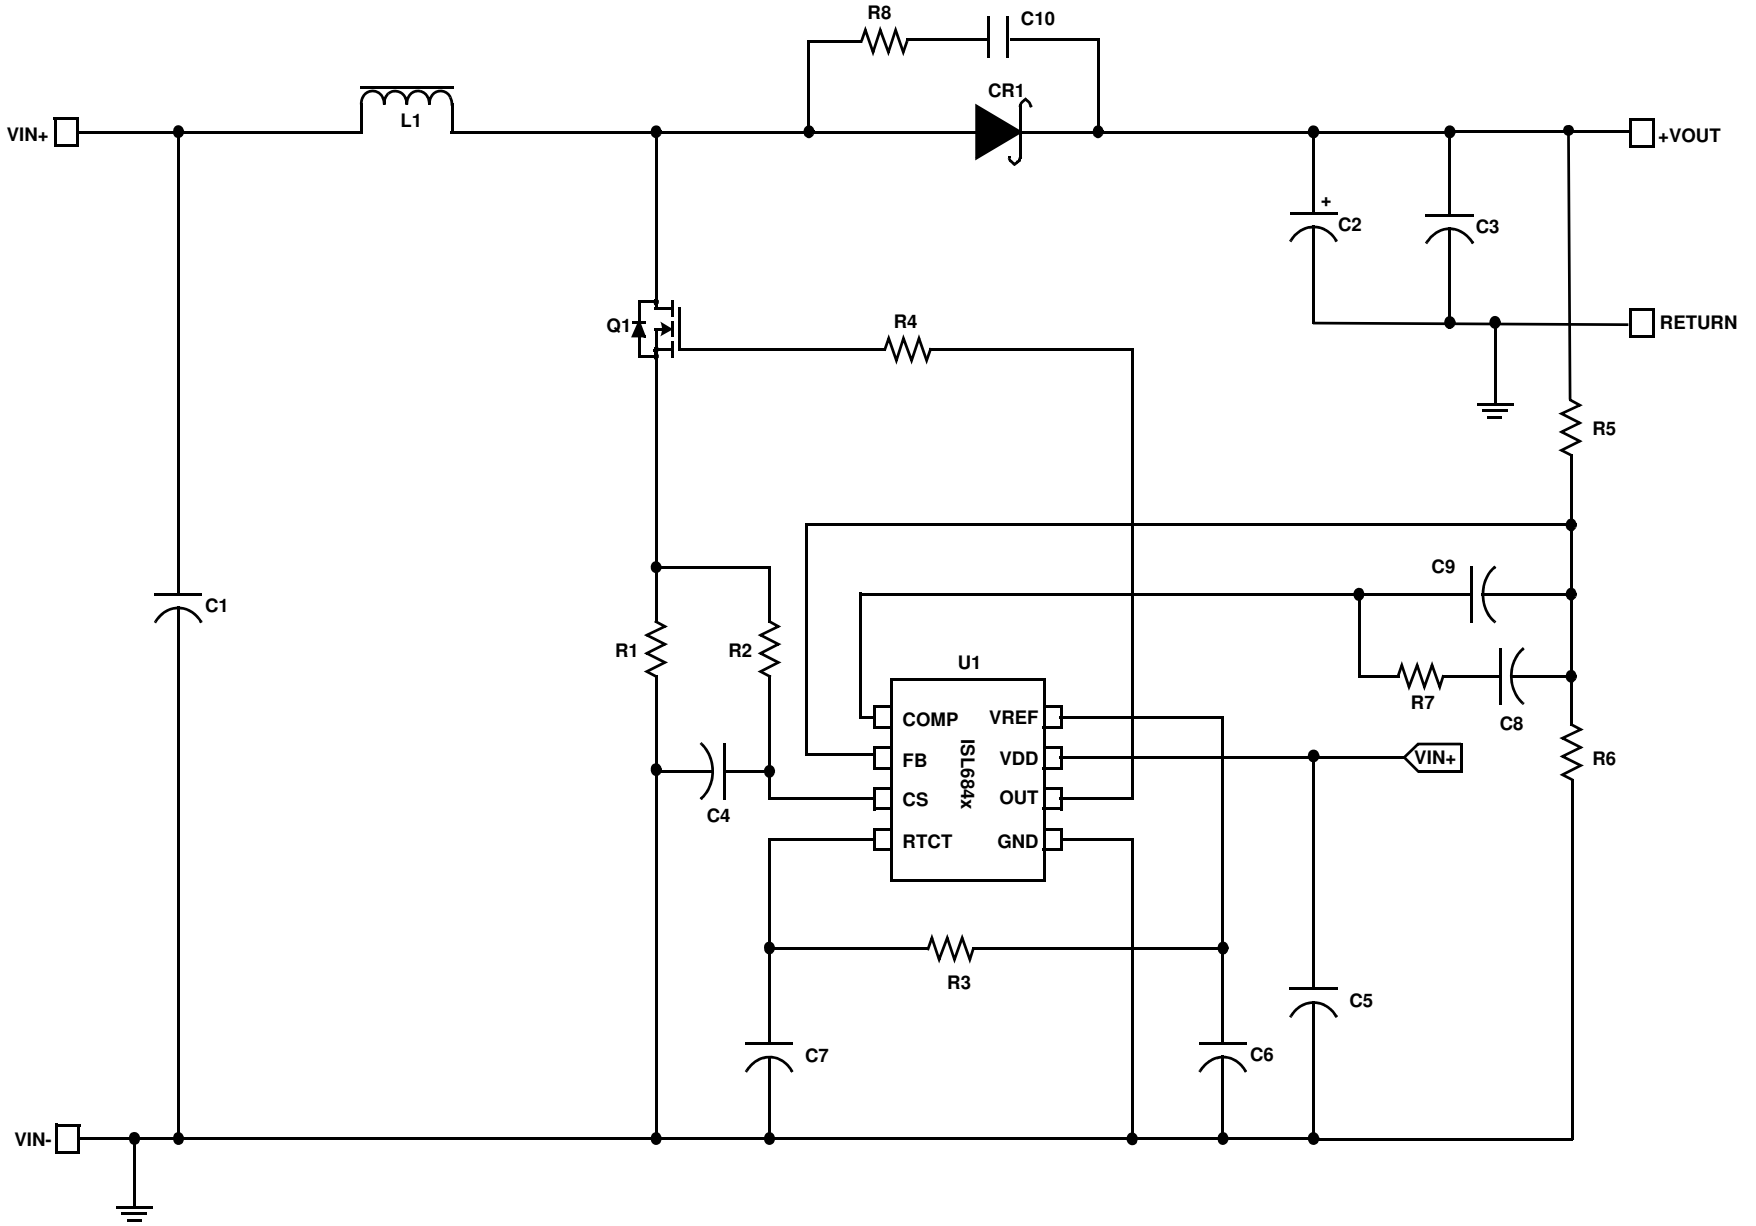 R8
C10
CR1
VIN+
L1
+VOUT
+
C2
C3
Q1
R4
RETURN
R5
C9
C1
R1
R2
U1
R7
C8
COMP
VREF
FB
VDD
VIN+
R6
CS
OUT
C4
RTCT
GND
ISL684x
R3
C5
C7
C6
VIN-